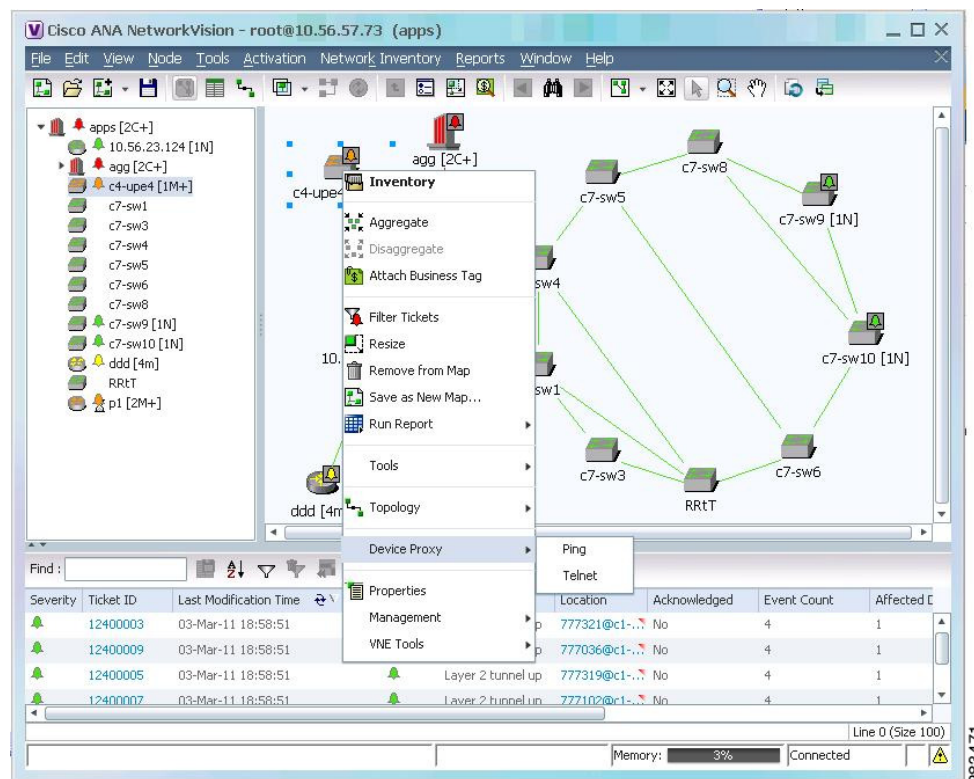 Cisco ANA NetworkVision - root@10.56.57.73 (apps)
File Edit View Node Tools Activation Network Inventory Reports Window Help
apps [2C+]
10.56.23.124 [1N]
agg [2C+]
c4-upe4 [1M+]
c7-sw1
c7-sw3
c7-sw4
c7-sw5
c7-sw6
c7-sw8
c7-sw9 [1N]
c7-sw10 [1N]
ddd [4m]
RRtT
p1 [2M+]
agg [2C+]
c4-upe4
c7-sw8
c7-sw5
c7-sw9 [1N]
sw4
10.
c7-sw10 [1N]
sw1
c7-sw3
c7-sw6
RRtT
ddd [4m
Inventory
Aggregate
Disaggregate
Attach Business Tag
Filter Tickets
Resize
Remove from Map
Save as New Map...
Run Report
Tools
Topology
Device Proxy
Properties
Management
VNE Tools
Ping
Telnet
Find :
Severity Ticket ID Last Modification Time Location Acknowledged Event Count Affected D
12400003 03-Mar-11 18:58:51 p 777321@c1-... No 4 1
12400009 03-Mar-11 18:58:51 p 777036@c1-... No 4 1
12400005 03-Mar-11 18:58:51 Layer 2 tunnel up 777319@c1-... No 4 1
12400007 03-Mar-11 18:58:51 Layer 2 tunnel up 777102@c1-... No 4 1
Line 0 (Size 100)
Memory: 3% Connected